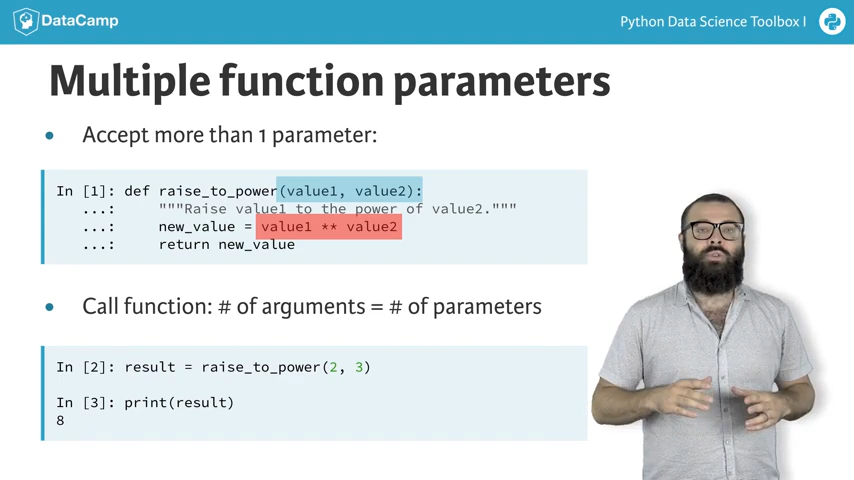 DataCamp
Python Data Science Toolbox I
Multiple function parameters
• Accept more than 1 parameter:
In [1]: def raise_to_power(value1, value2):
   ...:     """Raise value1 to the power of value2."""
   ...:     new_value = value1 ** value2
   ...:     return new_value
• Call function: # of arguments = # of parameters
In [2]: result = raise_to_power(2, 3)
In [3]: print(result)
8